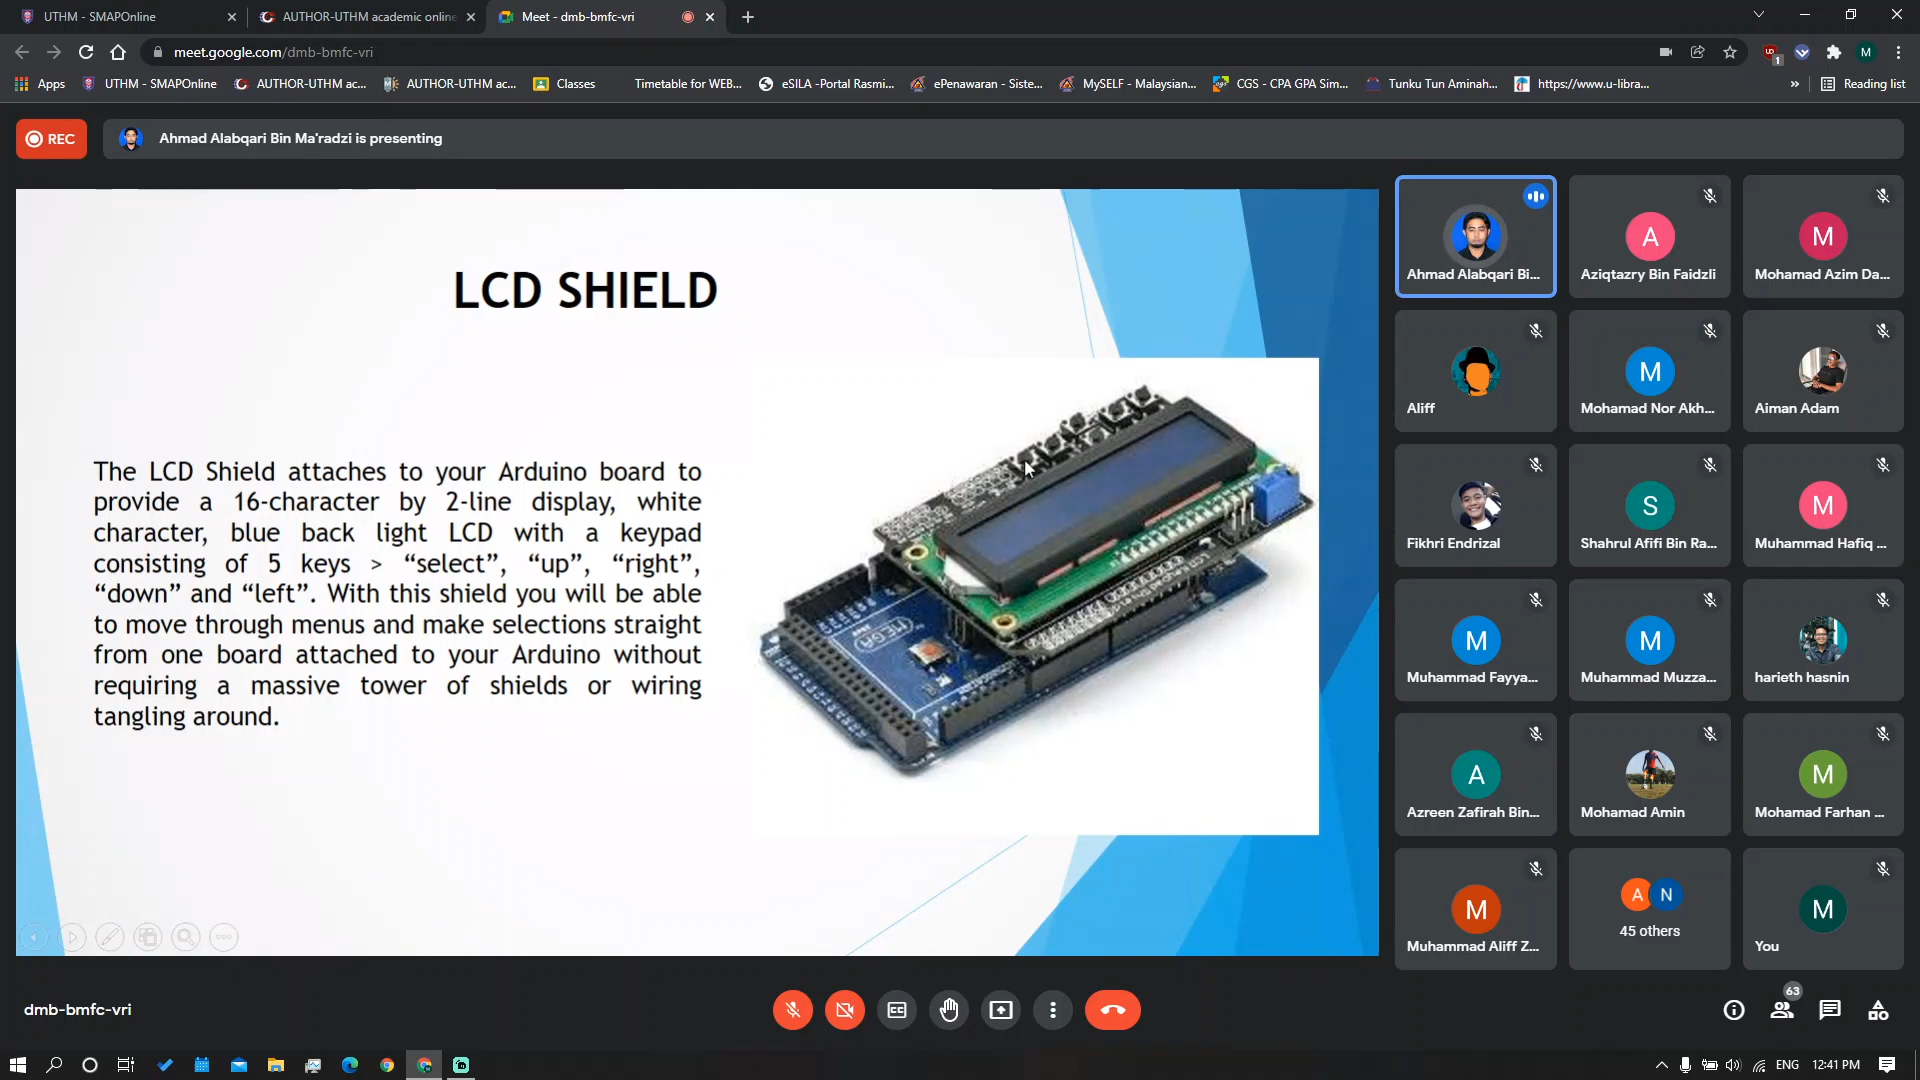 UTHM - SMAPOnline
AUTHOR-UTHM academic online
Meet - dmb-bmfc-vri
meet.google.com/dmb-bmfc-vri
UD
1
M
Apps
UTHM - SMAPOnline
AUTHOR-UTHM ac...
AUTHOR-UTHM ac...
Classes
Timetable for WEB...
eSILA -Portal Rasmi...
ePenawaran - Siste...
MySELF - Malaysian...
CGS - CPA GPA Sim...
Tunku Tun Aminah...
https://www.u-libra...
»
Reading list
REC
Ahmad Alabqari Bin Ma'radzi is presenting
LCD SHIELD
The LCD Shield attaches to your Arduino board to
provide a 16-character by 2-line display, white
character, blue back light LCD with a keypad
consisting of 5 keys > “select”, “up”, “right”,
“down” and “left”. With this shield you will be able
to move through menus and make selections straight
from one board attached to your Arduino without
requiring a massive tower of shields or wiring
tangling around.
MEGA
Ahmad Alabqari Bi...
A
Aziqtazry Bin Faidzli
M
Mohamad Azim Da...
Aliff
M
Mohamad Nor Akh...
Aiman Adam
Fikhri Endrizal
S
Shahrul Afifi Bin Ra...
M
Muhammad Hafiq ...
M
Muhammad Fayya...
M
Muhammad Muzza...
harieth hasnin
A
Azreen Zafirah Bin...
Mohamad Amin
M
Mohamad Farhan ...
M
Muhammad Aliff Z...
A N
45 others
M
You
dmb-bmfc-vri
CC
63
ENG
12:41 PM